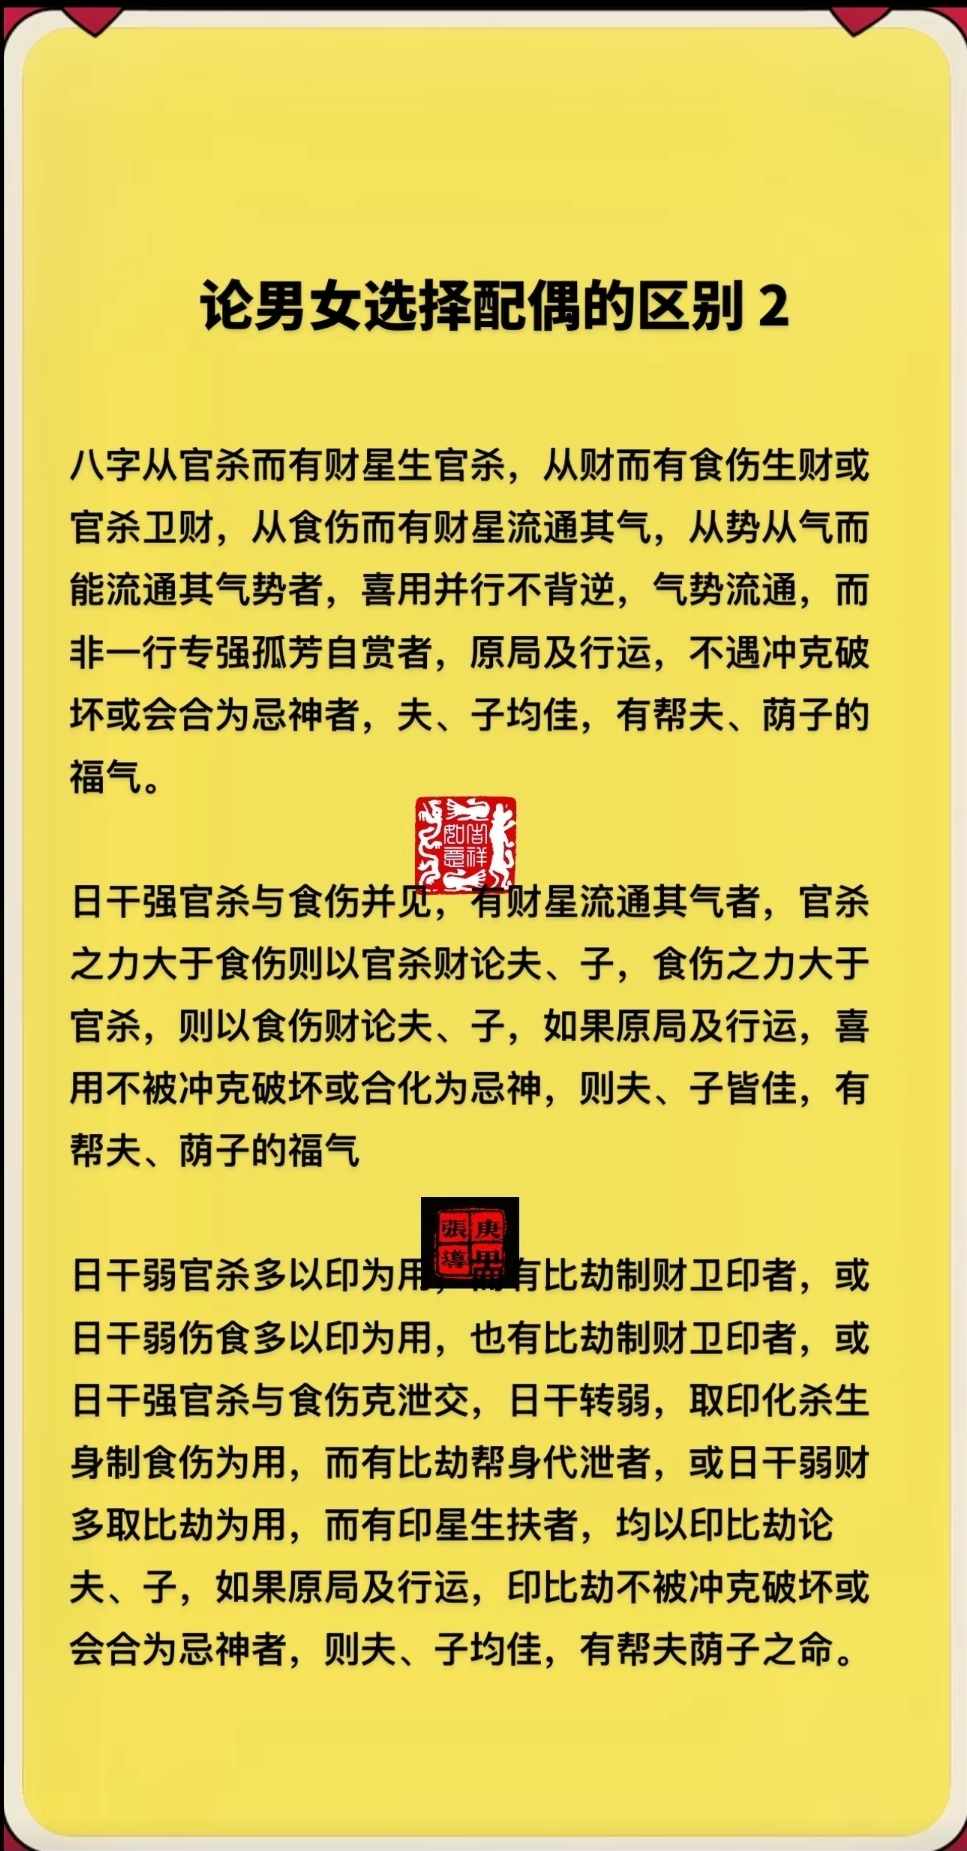 论男女选择配偶的区别 2
八字从官杀而有财星生官杀，从财而有食伤生财或
官杀卫财，从食伤而有财星流通其气，从势从气而
能流通其气势者，喜用并行不背逆，气势流通，而
非一行专强孤芳自赏者，原局及行运，不遇冲克破
坏或会合为忌神者，夫、子均佳，有帮夫、荫子的
福气。
吉祥
如意
日干强官杀与食伤并见，有财星流通其气者，官杀
之力大于食伤则以官杀财论夫、子，食伤之力大于
官杀，则以食伤财论夫、子，如果原局及行运，喜
用不被冲克破坏或合化为忌神，则夫、子皆佳，有
帮夫、荫子的福气
張 庚
導 甲
日干弱官杀多以印为用，而有比劫制财卫印者，或
日干弱伤食多以印为用，也有比劫制财卫印者，或
日干强官杀与食伤克泄交，日干转弱，取印化杀生
身制食伤为用，而有比劫帮身代泄者，或日干弱财
多取比劫为用，而有印星生扶者，均以印比劫论
夫、子，如果原局及行运，印比劫不被冲克破坏或
会合为忌神者，则夫、子均佳，有帮夫荫子之命。